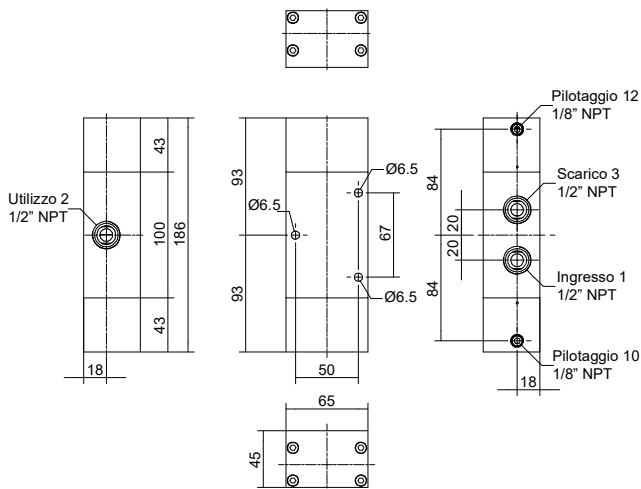 Utilizzo 2
1/2” NPT
18
43
100
43
186
93
93
Ø6.5
Ø6.5
Ø6.5
67
50
65
45
84
84
20
20
18
Pilotaggio 12
1/8” NPT
Scarico 3
1/2” NPT
Ingresso 1
1/2” NPT
Pilotaggio 10
1/8” NPT